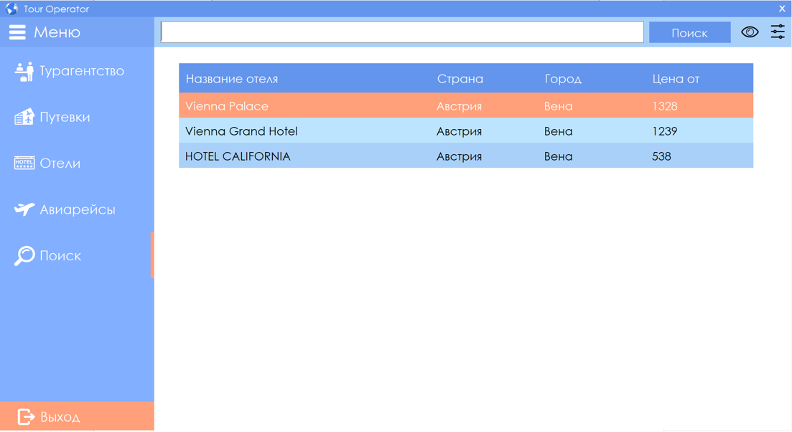 Tour Operator X
Меню
Поиск
Турагентство
Путевки
HOTEL Отели
Авиарейсы
Поиск
Выход
Название отеля Страна Город Цена от
Vienna Palace Австрия Вена 1328
Vienna Grand Hotel Австрия Вена 1239
HOTEL CALIFORNIA Австрия Вена 538